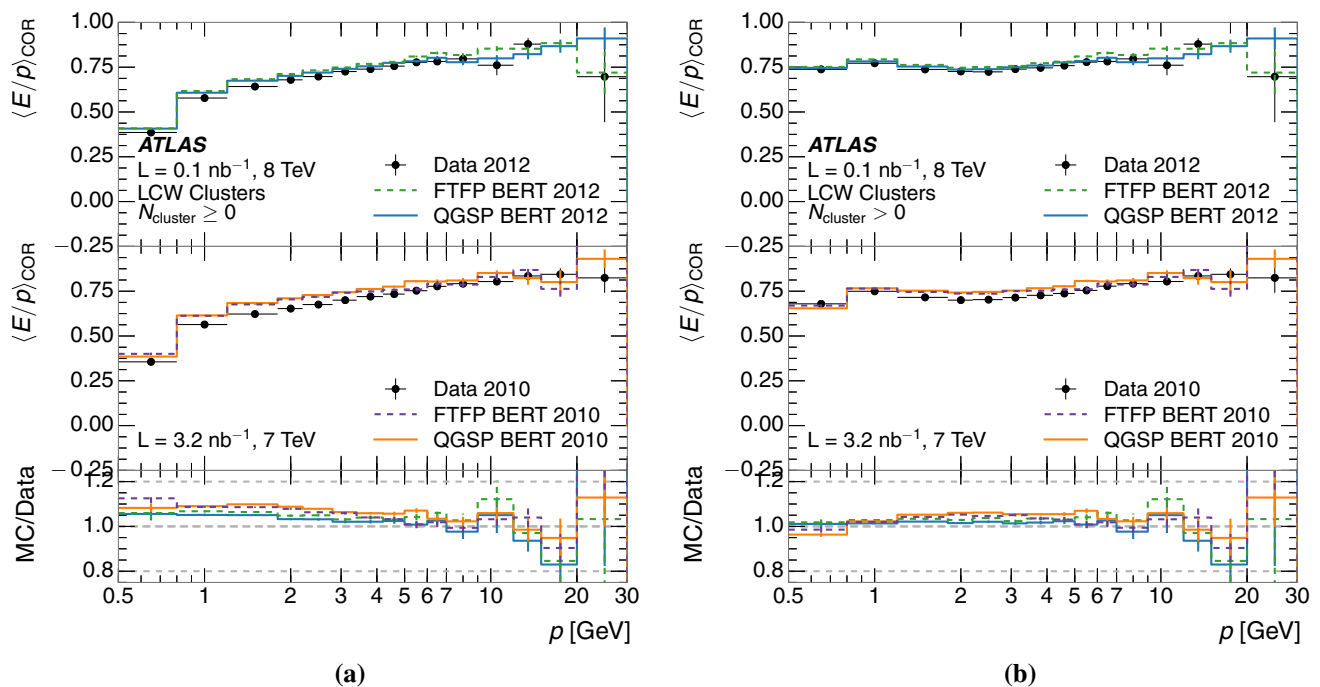 1.00
0.75
0.50
0.25
0.00
⟨E/p⟩COR
ATLAS
L = 0.1 nb⁻¹, 8 TeV
LCW Clusters
Ncluster ≥ 0
Data 2012
FTFP BERT 2012
QGSP BERT 2012
−0.25
0.75
0.50
0.25
0.00
⟨E/p⟩COR
Data 2010
FTFP BERT 2010
QGSP BERT 2010
L = 3.2 nb⁻¹, 7 TeV
−0.25
1.2
1.0
0.8
MC/Data
0.5 1 2 3 4 5 6 7 10 20 30
p [GeV]
(a)
1.00
0.75
0.50
0.25
0.00
⟨E/p⟩COR
ATLAS
L = 0.1 nb⁻¹, 8 TeV
LCW Clusters
Ncluster > 0
Data 2012
FTFP BERT 2012
QGSP BERT 2012
−0.25
0.75
0.50
0.25
0.00
⟨E/p⟩COR
Data 2010
FTFP BERT 2010
QGSP BERT 2010
L = 3.2 nb⁻¹, 7 TeV
−0.25
1.2
1.0
0.8
MC/Data
0.5 1 2 3 4 5 6 7 10 20 30
p [GeV]
(b)